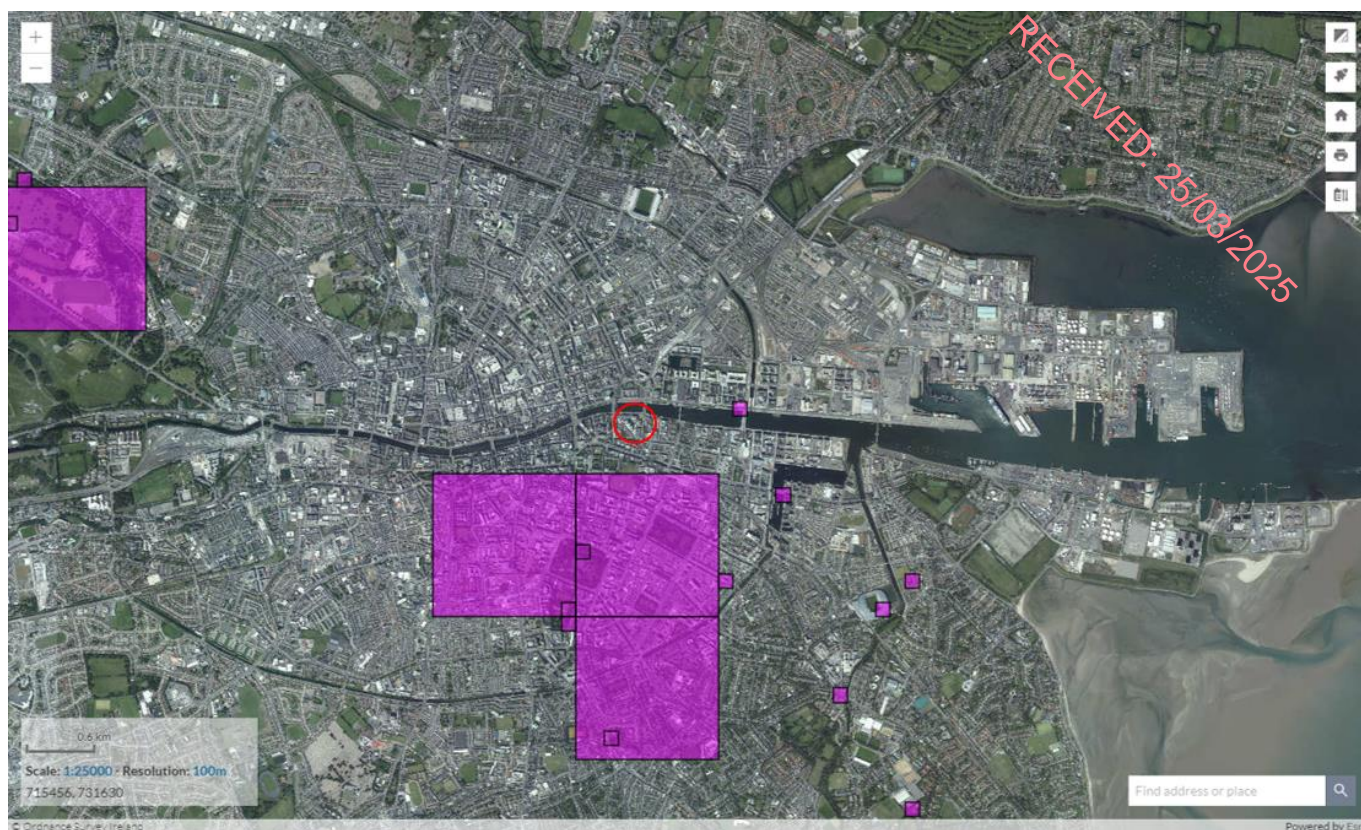 +
−
RECEIVED: 25/03/2025
0.6 km
Scale: 1:25000 - Resolution: 100m
715456, 731630
Find address or place
© Ordnance Survey Ireland
Powered by Esri